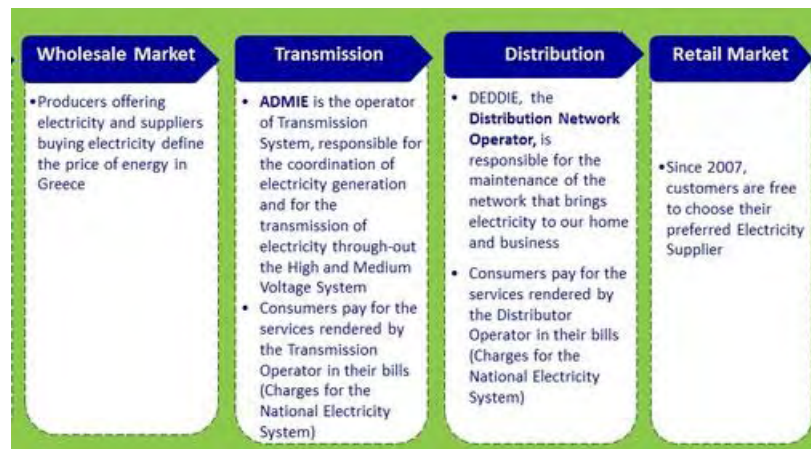 Wholesale Market
•Producers offering
electricity and suppliers
buying electricity define
the price of energy in
Greece
Transmission
• ADMIE is the operator
of Transmission
System, responsible for
the coordination of
electricity generation
and for the
transmission of
electricity through-out
the High and Medium
Voltage System
• Consumers pay for the
services rendered by
the Transmission
Operator in their bills
(Charges for the
National Electricity
System)
Distribution
• DEDDIE, the
Distribution Network
Operator, is
responsible for the
maintenance of the
network that brings
electricity to our home
and business
• Consumers pay for the
services rendered by
the Distributor
Operator in their bills
(Charges for the
National Electricity
System)
Retail Market
•Since 2007,
customers are free
to choose their
preferred Electricity
Supplier